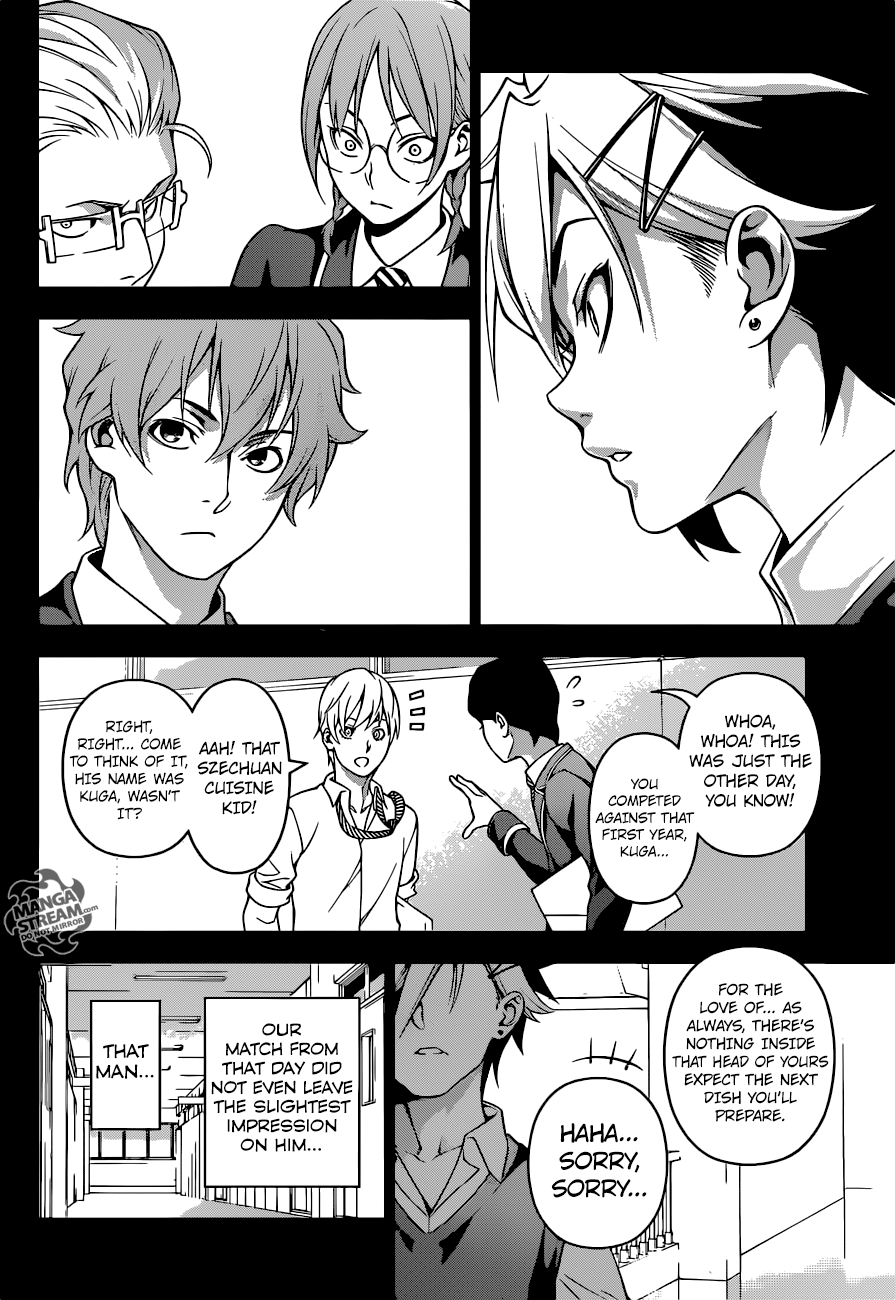 WHOA,
WHOA! THIS
WAS JUST THE
OTHER DAY,
YOU KNOW!
YOU
COMPETED
AGAINST THAT
FIRST YEAR,
KUGA...
AAH! THAT
SZECHUAN
CUISINE
KID!
RIGHT,
RIGHT... COME
TO THINK OF IT,
HIS NAME WAS
KUGA, WASN'T
IT?
MANGA
STREAM.com
DO NOT MIRROR
FOR THE
LOVE OF... AS
ALWAYS, THERE'S
NOTHING INSIDE
THAT HEAD OF YOURS
EXPECT THE NEXT
DISH YOU'LL
PREPARE.
HAHA...
SORRY,
SORRY...
OUR
MATCH FROM
THAT DAY DID
NOT EVEN LEAVE
THE SLIGHTEST
IMPRESSION
ON HIM...
THAT
MAN...